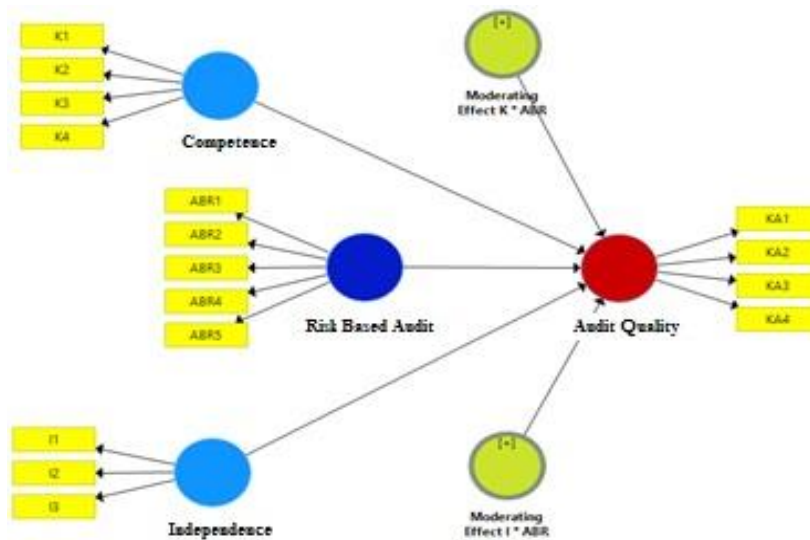 K1
K2
K3
K4
Competence
[+]
Moderating
Effect K * ABR
ABR1
ABR2
ABR3
ABR4
ABR5
Risk Based Audit
KA1
KA2
KA3
KA4
Audit Quality
I1
I2
I3
Independence
[+]
Moderating
Effect I * ABR